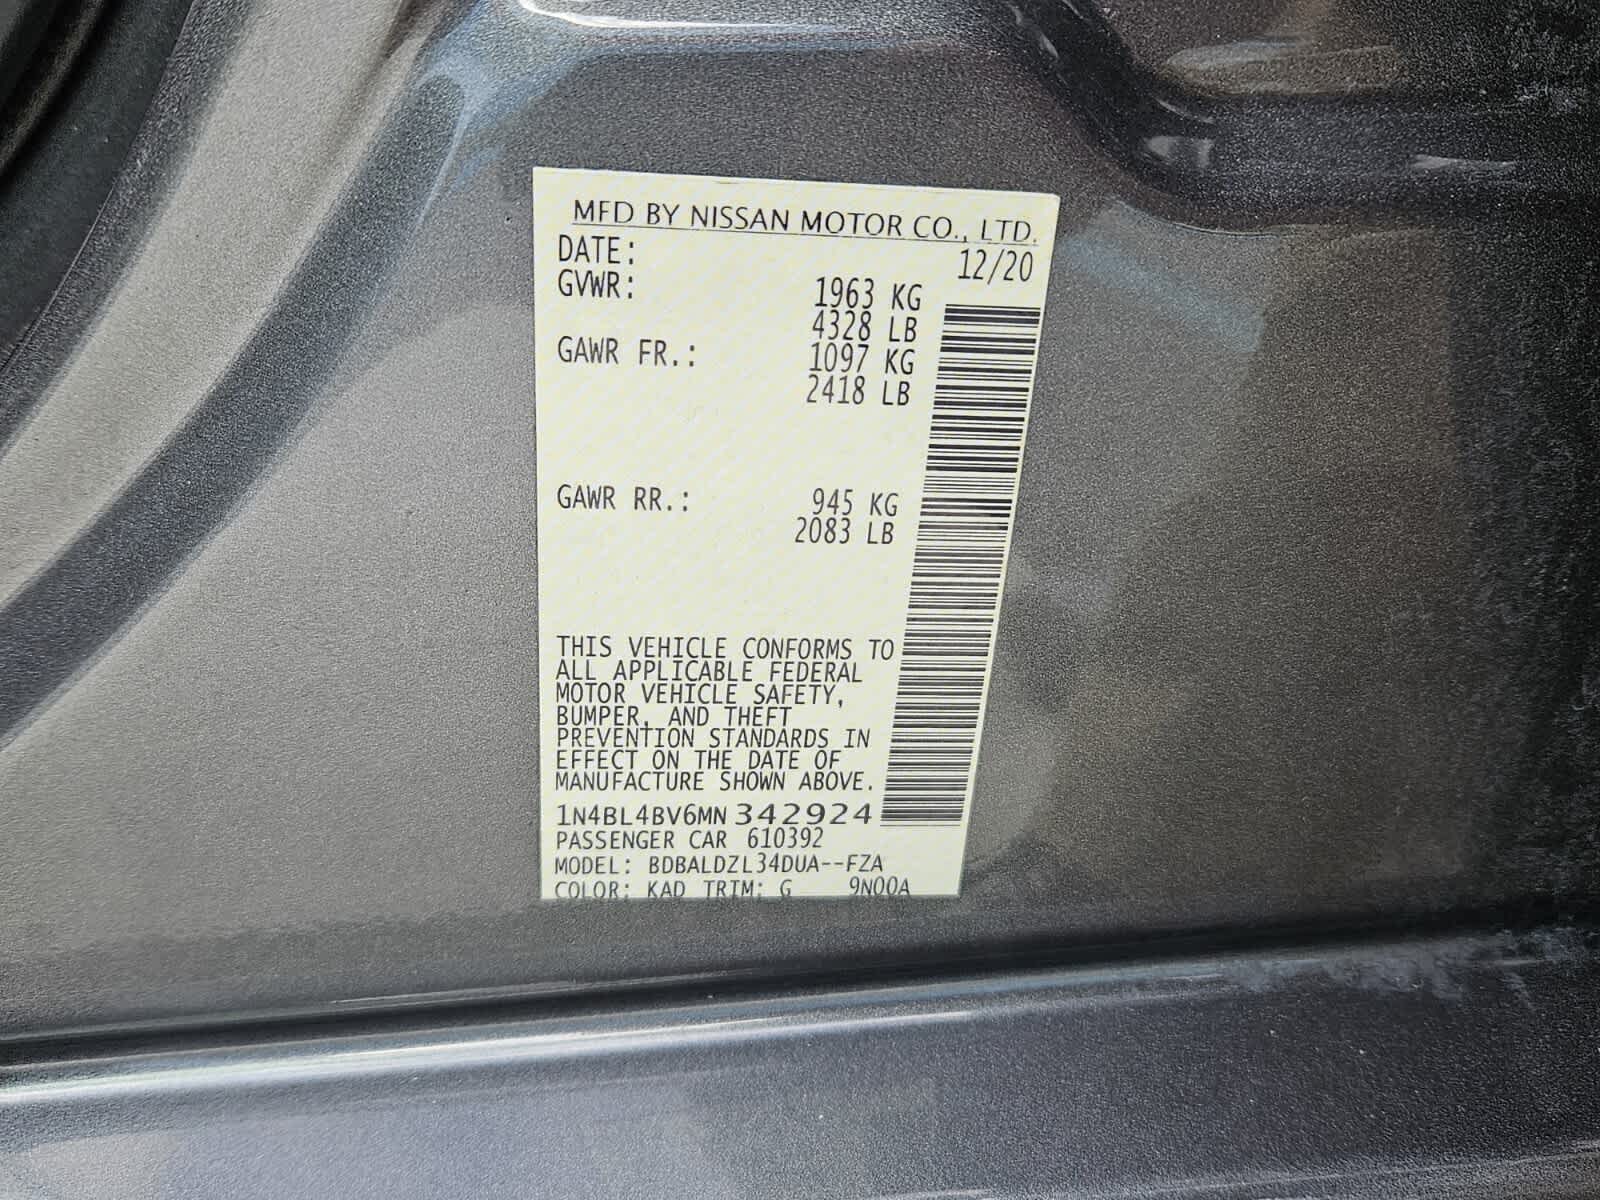 MFD BY NISSAN MOTOR CO., LTD.
DATE: 12/20
GVWR: 1963 KG
4328 LB
GAWR FR.: 1097 KG
2418 LB
GAWR RR.: 945 KG
2083 LB
THIS VEHICLE CONFORMS TO
ALL APPLICABLE FEDERAL
MOTOR VEHICLE SAFETY,
BUMPER, AND THEFT
PREVENTION STANDARDS IN
EFFECT ON THE DATE OF
MANUFACTURE SHOWN ABOVE.
1N4BL4BV6MN342924
PASSENGER CAR 610392
MODEL: BDBALDZL34DUA--FZA
COLOR: KAD TRIM: G 9N00A